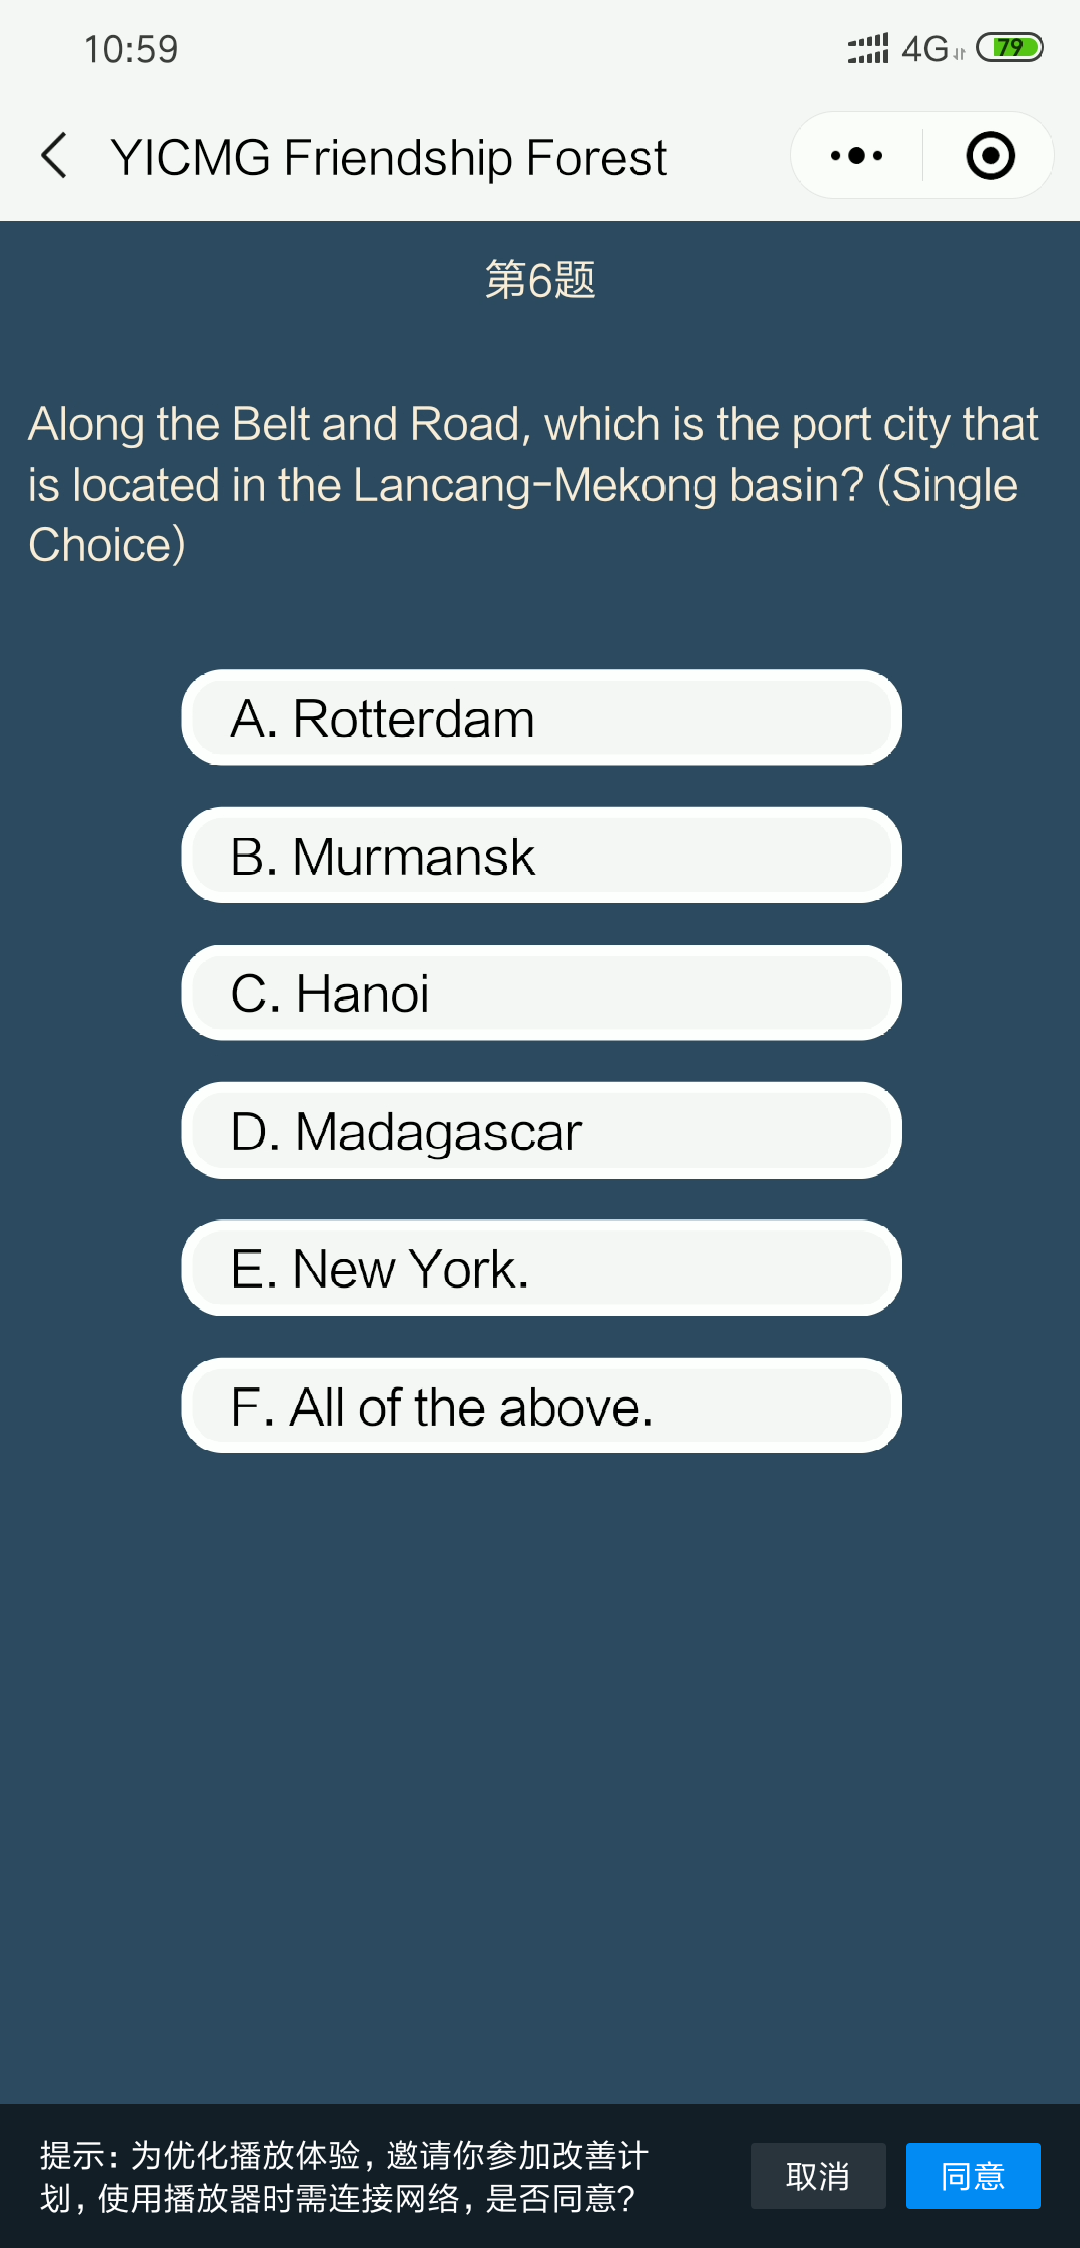 10:59
4G
79
YICMG Friendship Forest
第6题
Along the Belt and Road, which is the port city that
is located in the Lancang-Mekong basin? (Single
Choice)
A. Rotterdam
B. Murmansk
C. Hanoi
D. Madagascar
E. New York.
F. All of the above.
提示: 为优化播放体验, 邀请你参加改善计
划, 使用播放器时需连接网络, 是否同意?
取消
同意